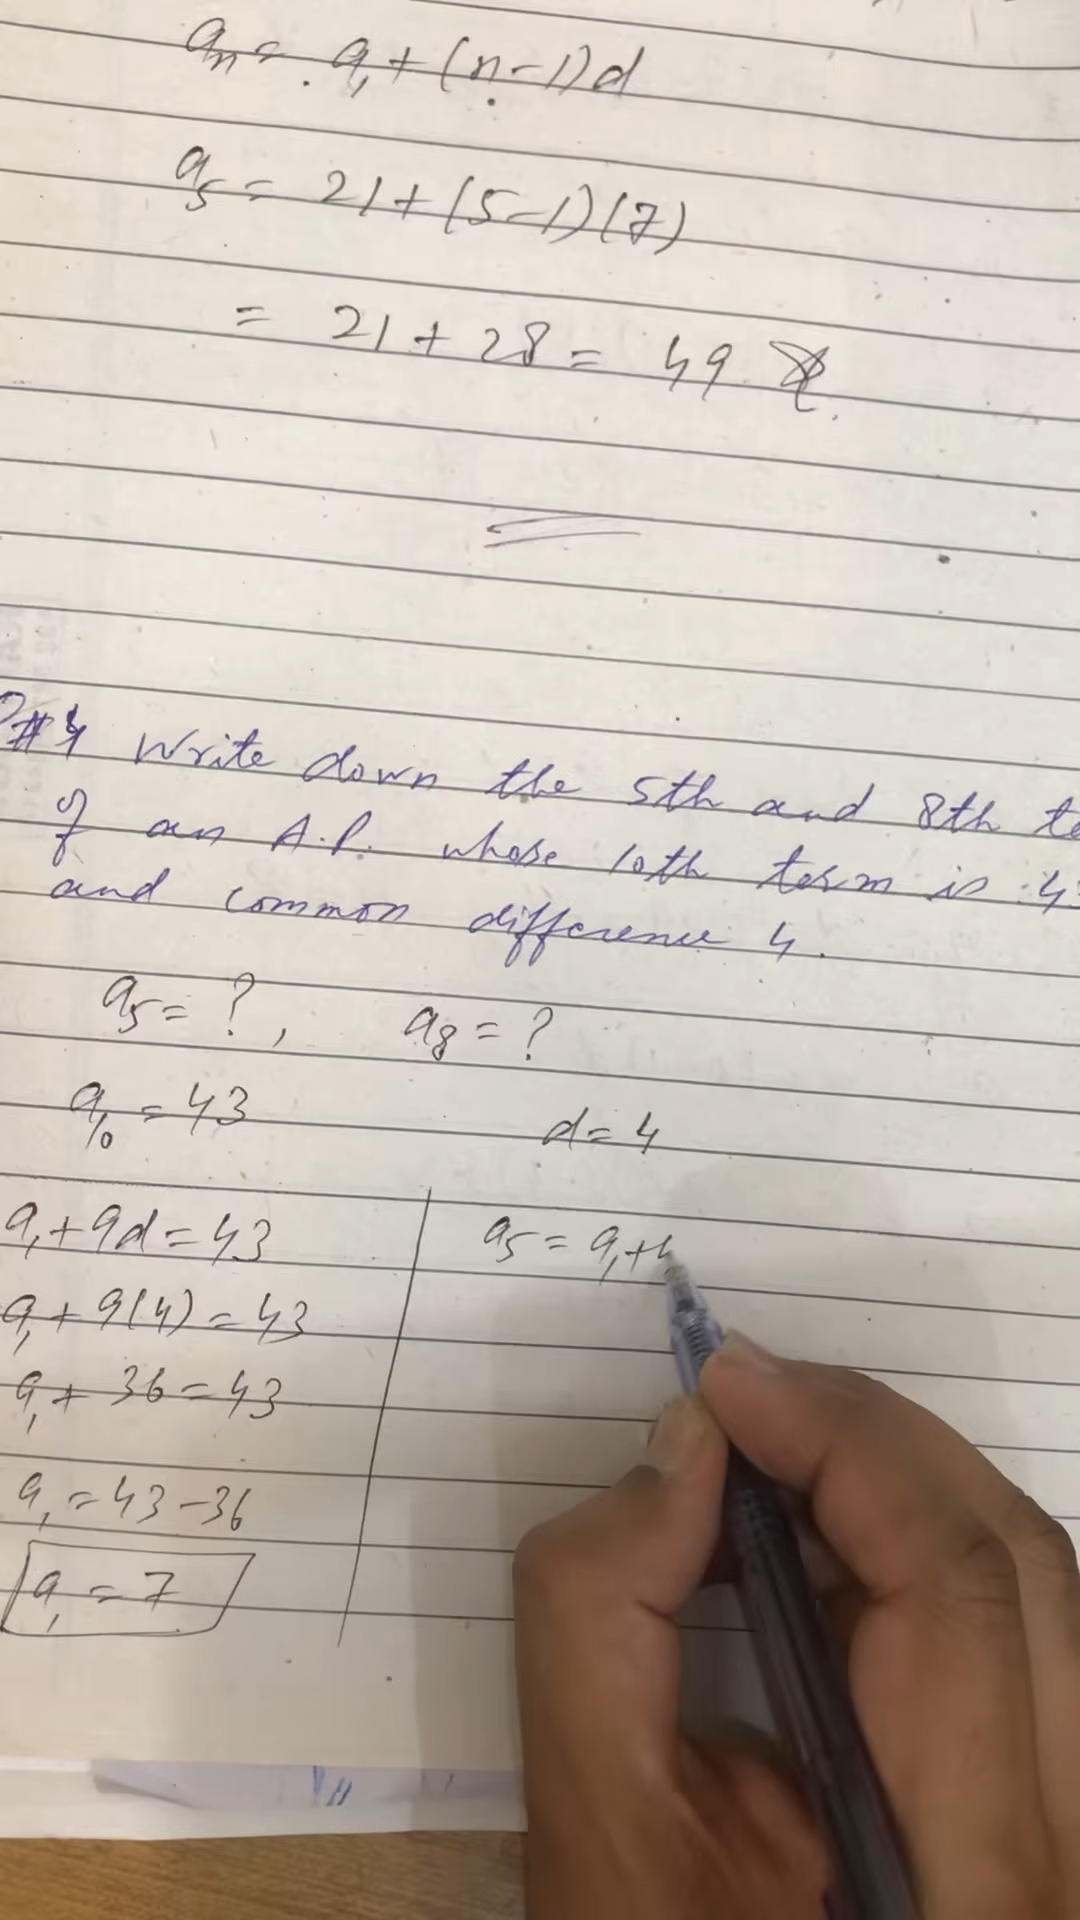 aₙ = a₁ + (n-1)d
a₅ = 21 + (5-1)(7)
= 21 + 28 = 49
#4 Write down the 5th and 8th te
of an A.P. whose 10th term is 43
and common difference 4.
a₅ = ?, a₈ = ?
a₁₀ = 43 d = 4
a₁ + 9d = 43
a₁ + 9(4) = 43
a₁ + 36 = 43
a₁ = 43 - 36
a₁ = 7
a₅ = a₁ + 4